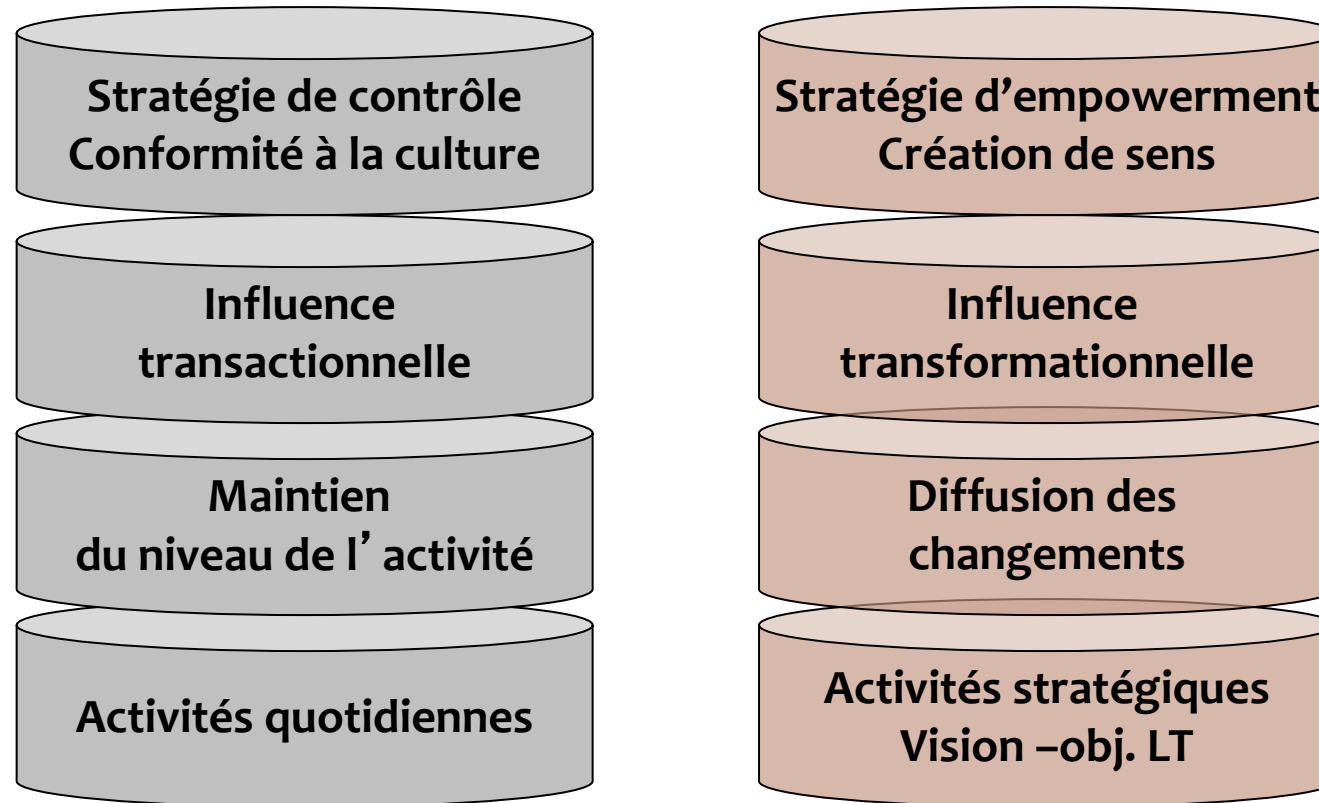 Stratégie de contrôle
Conformité à la culture
Influence
transactionnelle
Maintien
du niveau de l’ activité
Activités quotidiennes
Stratégie d’empowerment
Création de sens
Influence
transformationnelle
Diffusion des
changements
Activités stratégiques
Vision –obj. LT